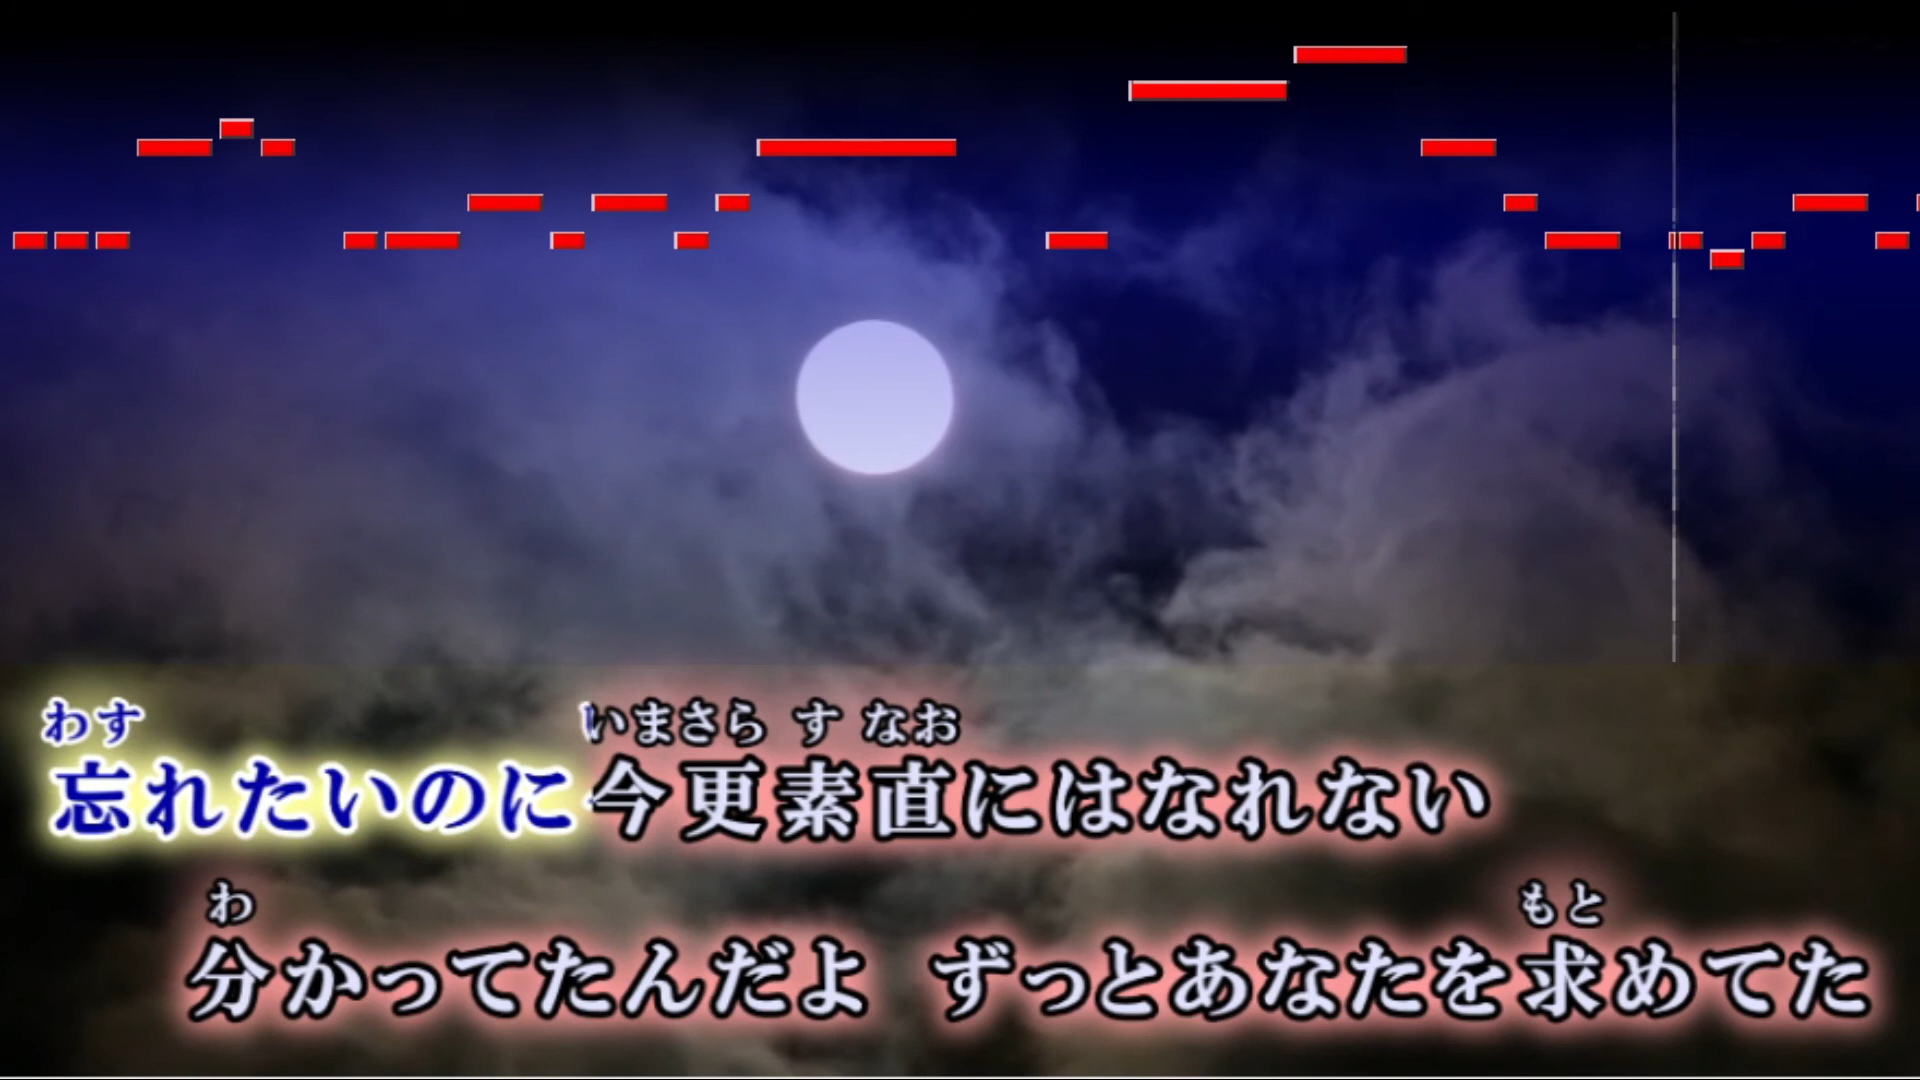 わす いまさら す なお
忘れたいのに今更素直にはなれない
わ もと
分かってたんだよ ずっとあなたを求めてた